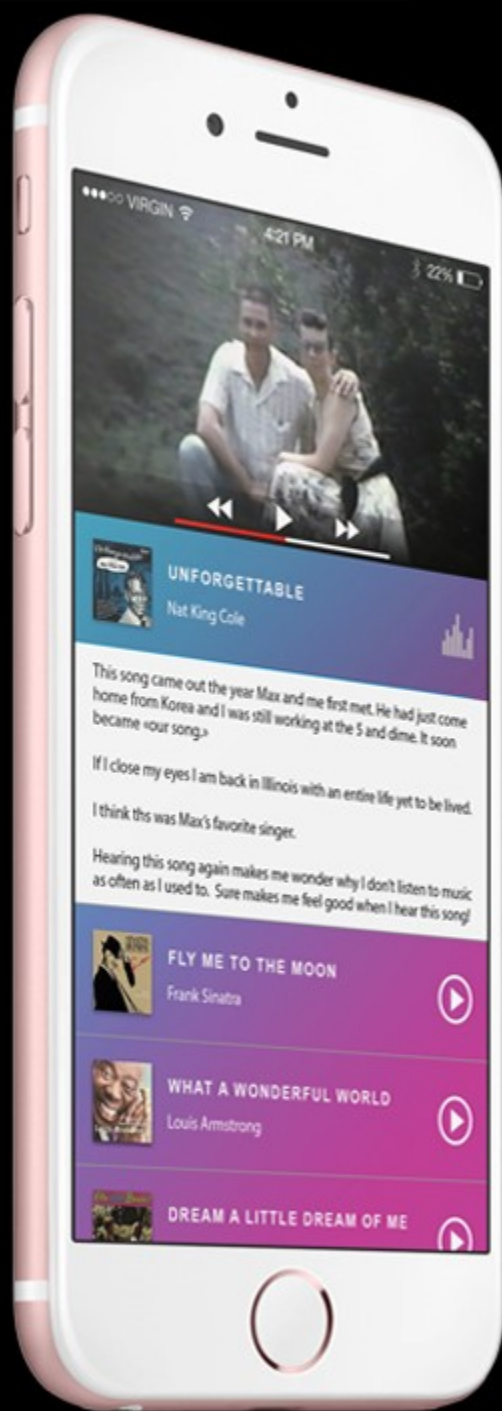 ●●●○○ VIRGIN
4:21 PM
22%
UNFORGETTABLE
Nat King Cole
This song came out the year Max and me first met. He had just come
home from Korea and I was still working at the 5 and dime. It soon
became «our song.»
If I close my eyes I am back in Illinois with an entire life yet to be lived.
I think ths was Max's favorite singer.
Hearing this song again makes me wonder why I don't listen to music
as often as I used to. Sure makes me feel good when I hear this song!
FLY ME TO THE MOON
Frank Sinatra
WHAT A WONDERFUL WORLD
Louis Armstrong
DREAM A LITTLE DREAM OF ME